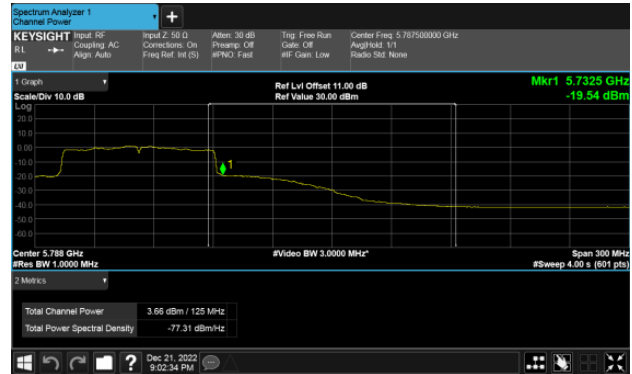 Spectrum Analyzer 1
Channel Power
+
KEYSIGHT
RL
LXI
Input: RF
Coupling: AC
Align: Auto
Input Z: 50 Ω
Corrections: On
Freq Ref: Int (S)
Atten: 30 dB
Preamp: Off
#PNO: Fast
Trig: Free Run
Gate: Off
#IF Gain: Low
Center Freq: 5.787500000 GHz
Avg|Hold: 1/1
Radio Std: None
1 Graph
Scale/Div 10.0 dB
Ref Lvl Offset 11.00 dB
Ref Value 30.00 dBm
Mkr1 5.7325 GHz
-19.54 dBm
Log
20.0
10.0
0.00
-10.0
-20.0
-30.0
-40.0
-50.0
-60.0
1
Center 5.788 GHz
#Res BW 1.0000 MHz
#Video BW 3.0000 MHz*
Span 300 MHz
#Sweep 4.00 s (601 pts)
2 Metrics
Total Channel Power 3.66 dBm / 125 MHz
Total Power Spectral Density -77.31 dBm/Hz
?
Dec 21, 2022
9:02:34 PM